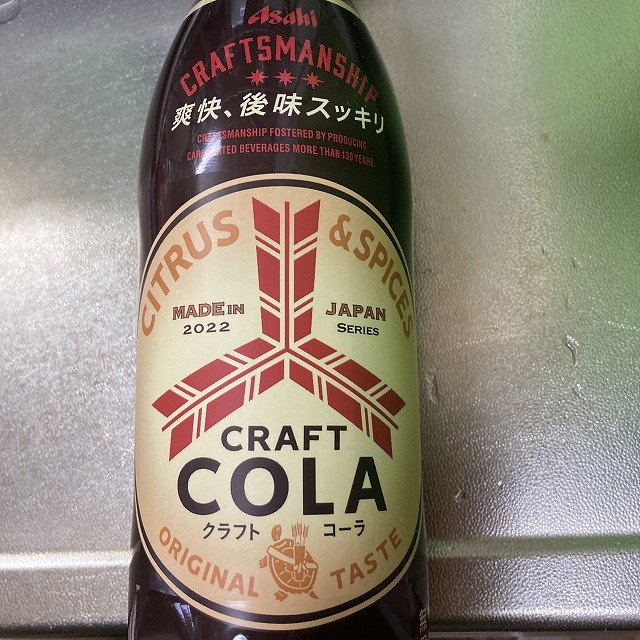 Asahi
CRAFTSMANSHIP
爽快、後味スッキリ
CRAFTSMANSHIP FOSTERED BY PRODUCING
CARBONATED BEVERAGES MORE THAN 130 YEARS
CITRUS & SPICES
MADE IN JAPAN
2022 SERIES
CRAFT
COLA
クラフト コーラ
ORIGINAL TASTE